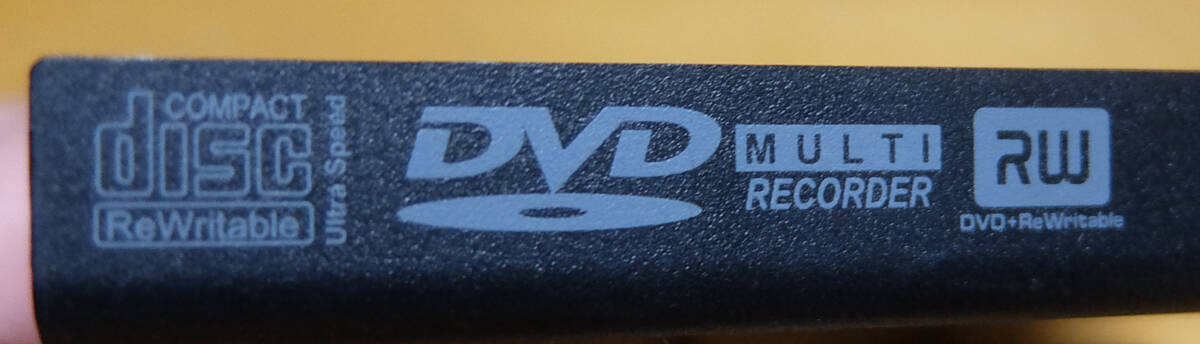 COMPACT
disc
ReWritable
Ultra Speed
DVD
MULTI
RECORDER
RW
DVD+ReWritable